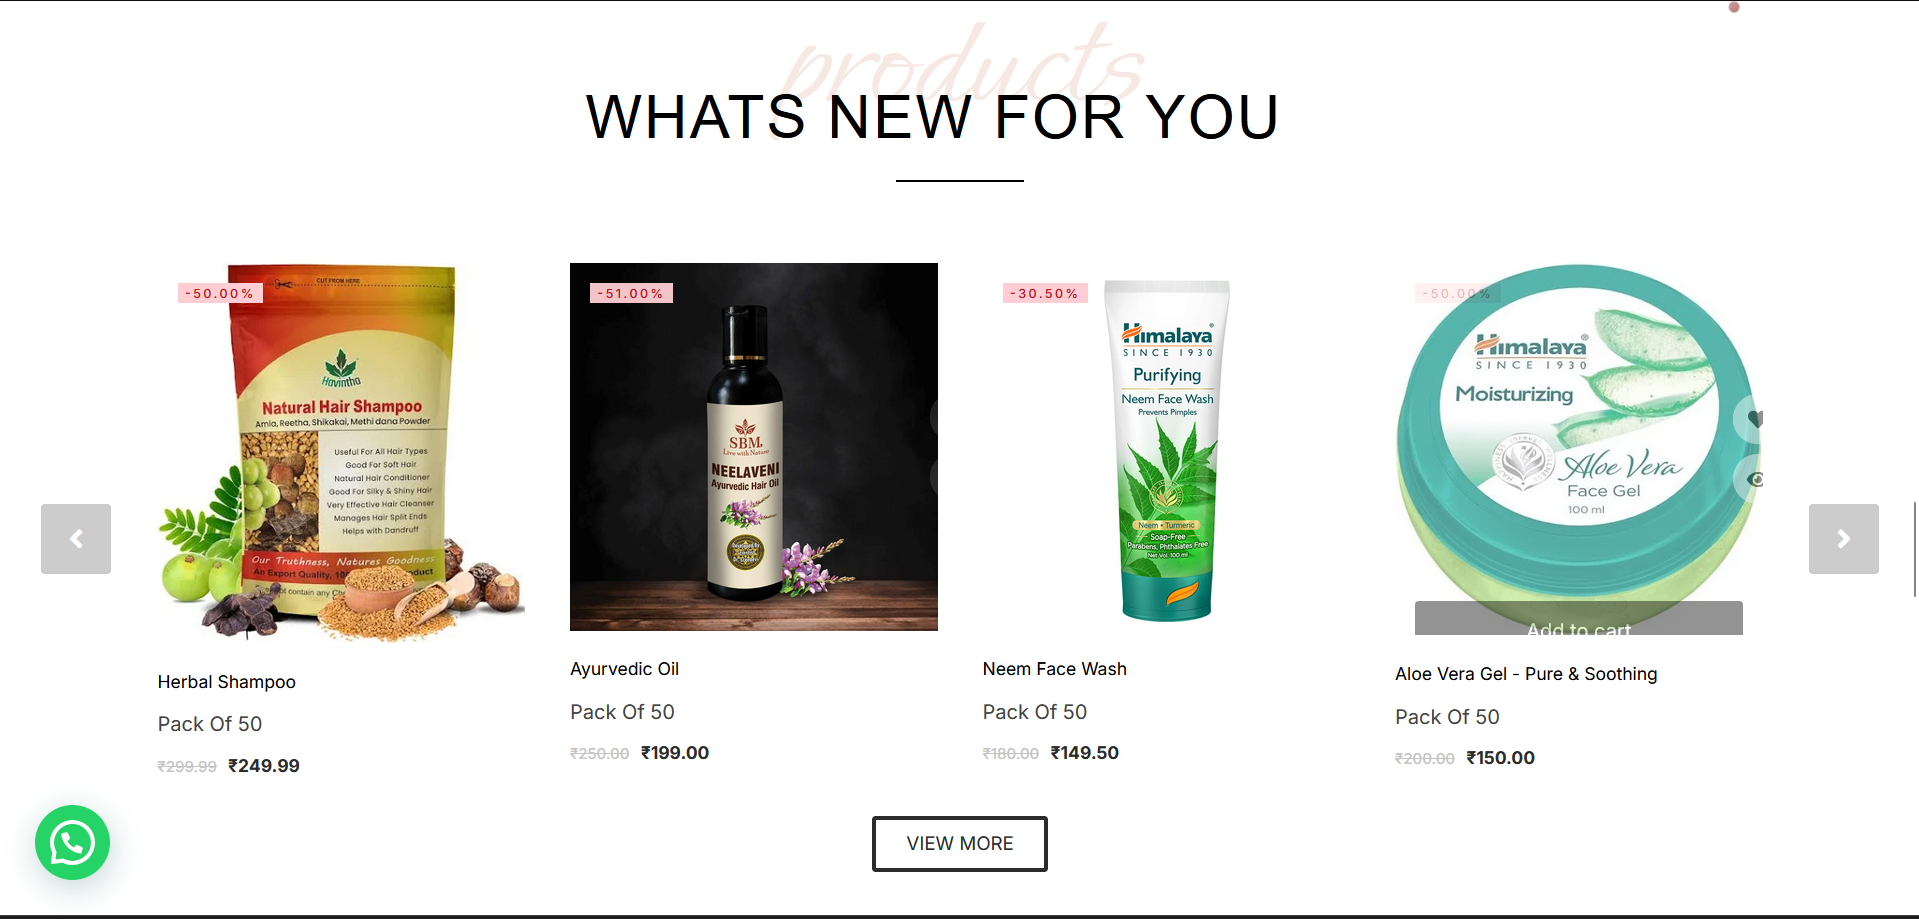 products
WHATS NEW FOR YOU
-50.00%
CUT FROM HERE
Havintha
Natural Hair Shampoo
Amla, Reetha, Shikakai, Methi dana Powder
Useful For All Hair Types
Good For Soft Hair
Natural Hair Conditioner
Good For Silky & Shiny Hair
Very Effective Hair Cleanser
Manages Hair Split Ends
Helps with Dandruff
Our Truthness, Natures Goodness
An Export Quality, 10
contain any
Herbal Shampoo
Pack Of 50
₹299.99 ₹249.99
-51.00%
SBM
Live with Nature
NEELAVENI
Ayurvedic Hair Oil
Ayurvedic Oil
Pack Of 50
₹250.00 ₹199.00
-30.50%
Himalaya
SINCE 1930
Purifying
Neem Face Wash
Prevents Pimples
Neem • Turmeric
Soap-Free
Parabens, Phthalates Free
Net Vol. 100 ml
Neem Face Wash
Pack Of 50
₹180.00 ₹149.50
-50.00%
Himalaya
SINCE 1930
Moisturizing
Aloe Vera
Face Gel
100 ml
Add to cart
Aloe Vera Gel - Pure & Soothing
Pack Of 50
₹200.00 ₹150.00
VIEW MORE